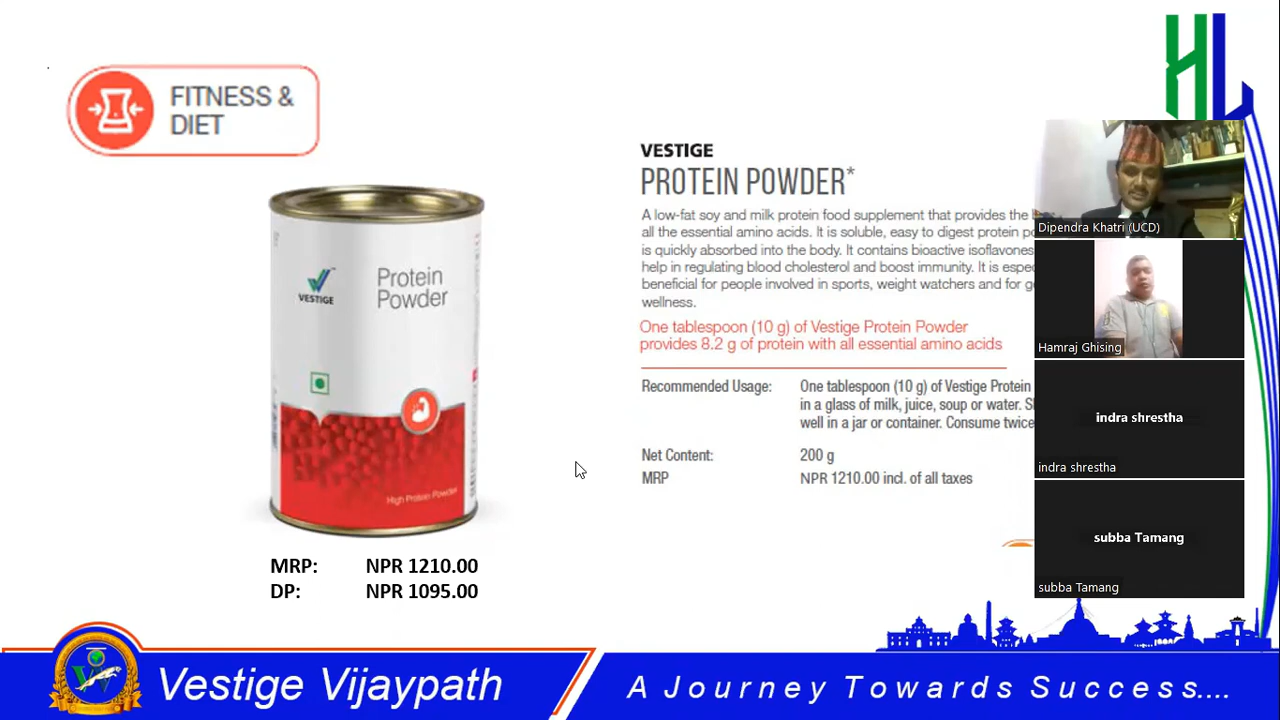 HL
FITNESS &
DIET
VESTIGE
PROTEIN POWDER*
A low-fat soy and milk protein food supplement that provides the
all the essential amino acids. It is soluble, easy to digest protein
is quickly absorbed into the body. It contains bioactive isoflavones
help in regulating blood cholesterol and boost immunity. It is
beneficial for people involved in sports, weight watchers and for
wellness.
One tablespoon (10 g) of Vestige Protein Powder
provides 8.2 g of protein with all essential amino acids
Recommended Usage: One tablespoon (10 g) of Vestige Protein
in a glass of milk, juice, soup or water.
well in a jar or container. Consume twice
Net Content: 200 g
MRP NPR 1210.00 incl. of all taxes
VESTIGE
Protein
Powder
High Protein Powder
MRP: NPR 1210.00
DP: NPR 1095.00
Dipendra Khatri (UCD)
Hamraj Ghising
indra shrestha
indra shrestha
subba Tamang
subba Tamang
Vestige Vijaypath
A Journey Towards Success....